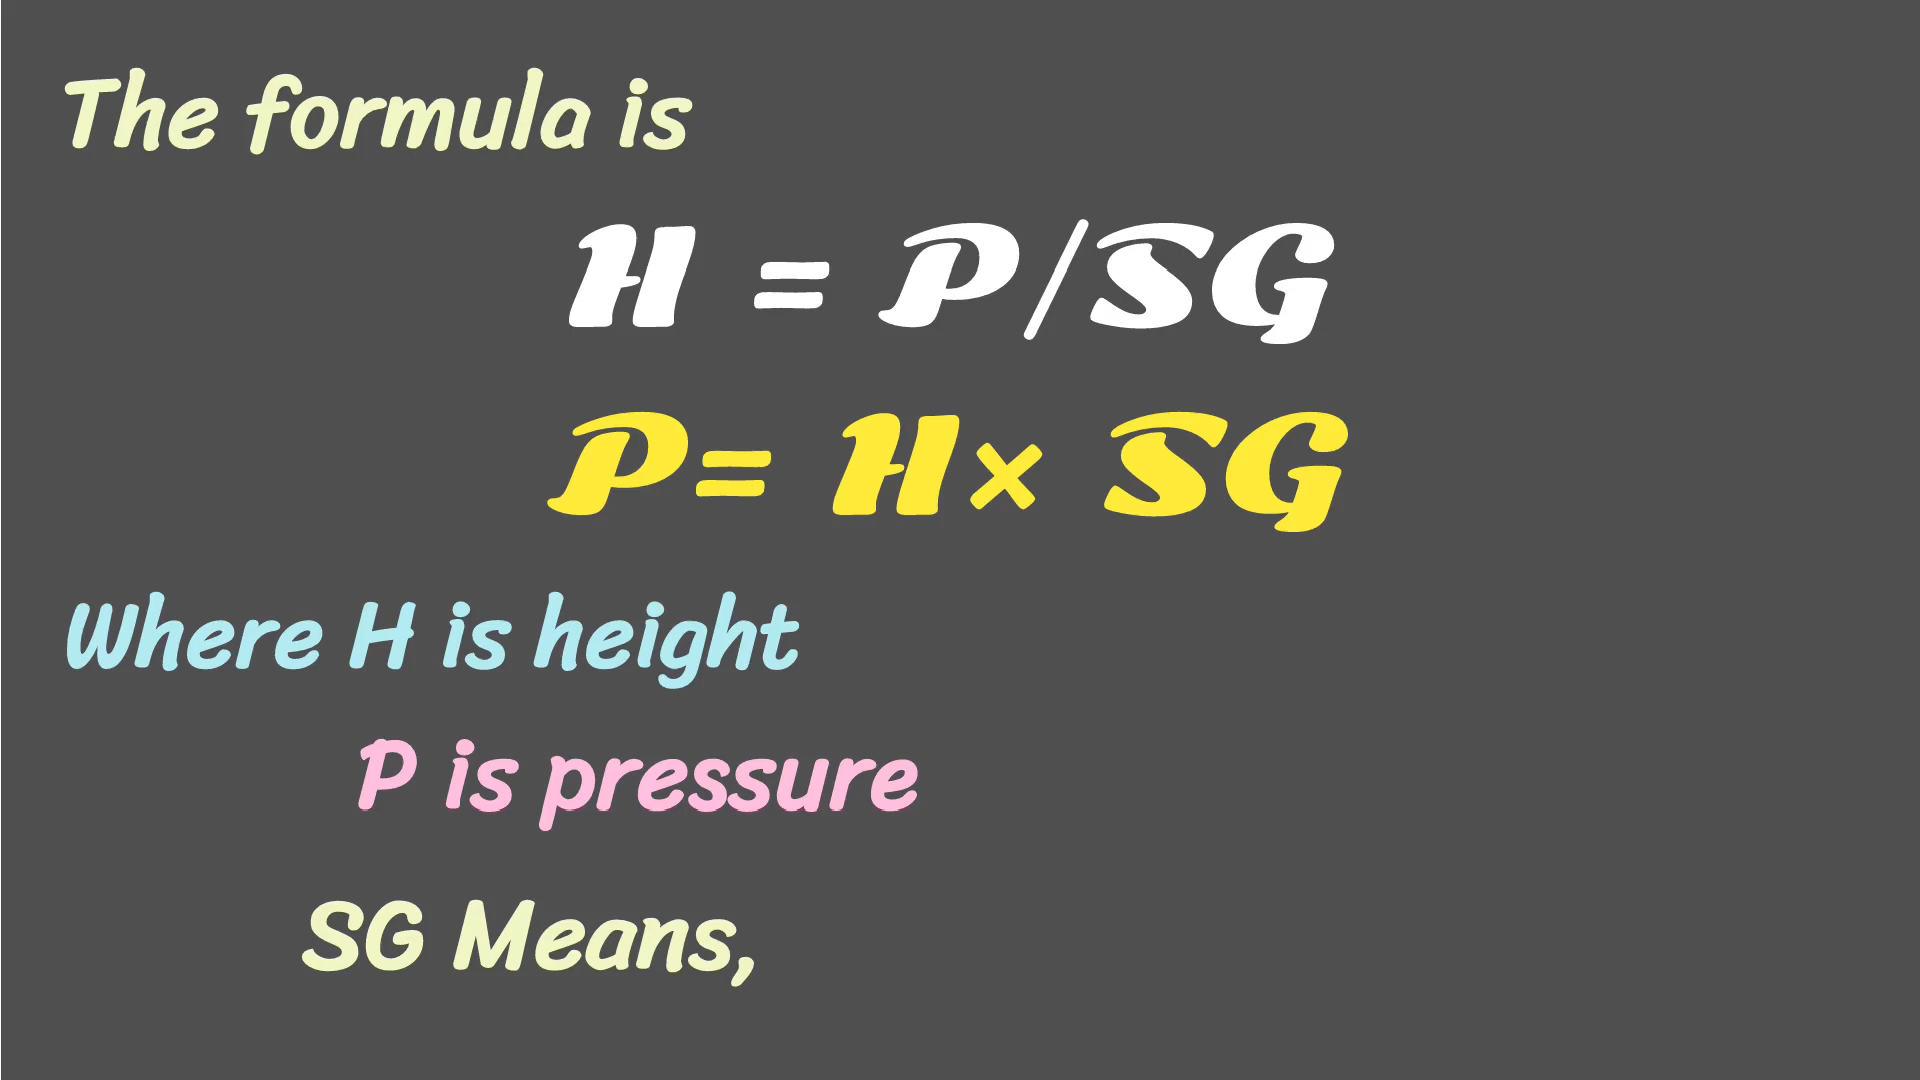 The formula is
H = P/SG
P= H× SG
Where H is height
P is pressure
SG Means,